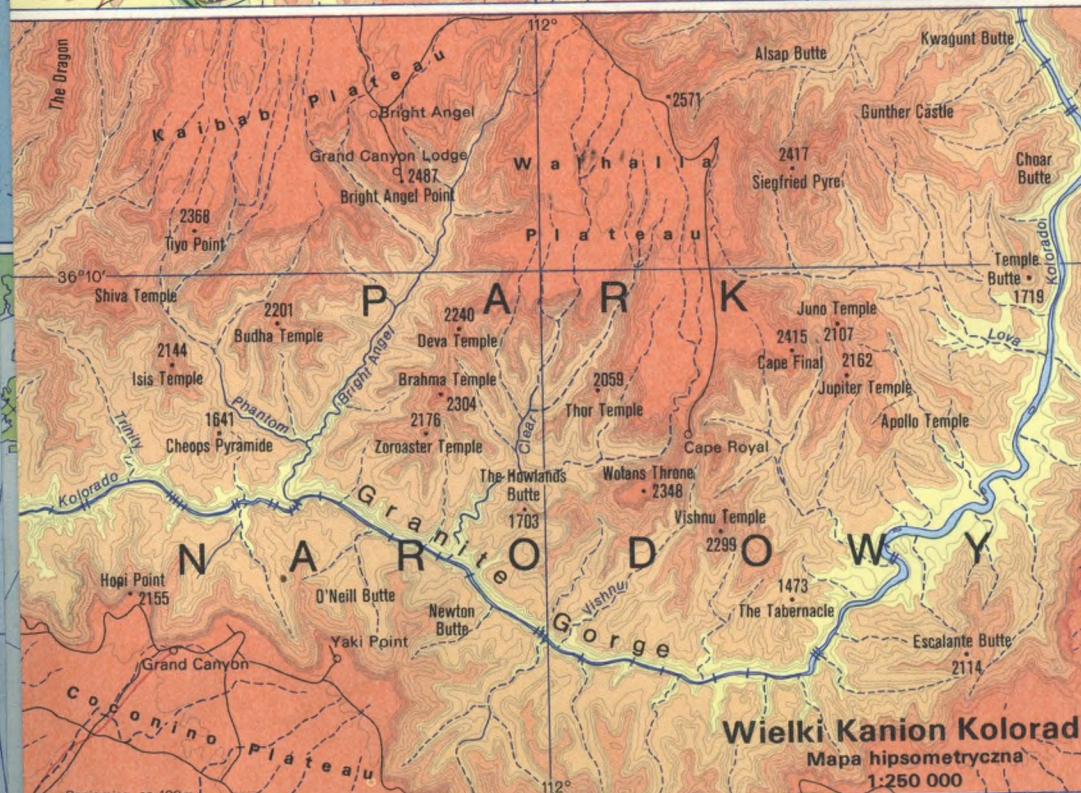 112°
The Dragon
Kaibab Plateau
Bright Angel
Grand Canyon Lodge
2487
Bright Angel Point
2368
Tiyo Point
Walhalla
Plateau
2571
Alsap Butte
Kwagunt Butte
Gunther Castle
2417
Siegfried Pyre
Choar
Butte
Kolorado
Temple
Butte
1719
36°10'
PARK
Shiva Temple
2201
Budha Temple
2144
Isis Temple
Bright Angel
2240
Deva Temple
Brahma Temple
2304
2176
Zoroaster Temple
Clear
2059
Thor Temple
Juno Temple
2107
2415
Cape Final
2162
Jupiter Temple
Lova
Apollo Temple
Phantom
1641
Cheops Pyramide
Trinity
Cape Royal
Kolorado
Granite
Gorge
The Howlands
Butte
1703
Wotans Throne
2348
Vishnu Temple
2299
NARODOWY
Hopi Point
2155
O'Neill Butte
Newton
Butte
Vishnu
1473
The Tabernacle
Yaki Point
Grand Canyon
Escalante Butte
2114
Coconino Plateau
Wielki Kanion Kolorad
Mapa hipsometryczna
1:250 000
112°